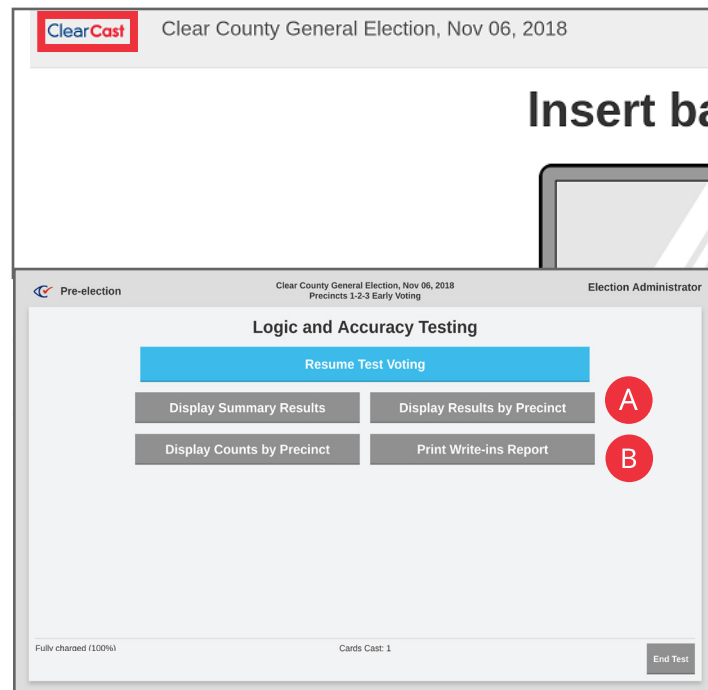 ClearCast Clear County General Election, Nov 06, 2018
Insert
Pre-election
Clear County General Election, Nov 06, 2018
Precincts 1-2-3 Early Voting
Election Administrator
Logic and Accuracy Testing
Resume Test Voting
Display Summary Results Display Results by Precinct A
Display Counts by Precinct Print Write-ins Report B
Fully charged (100%) Cards Cast: 1 End Test